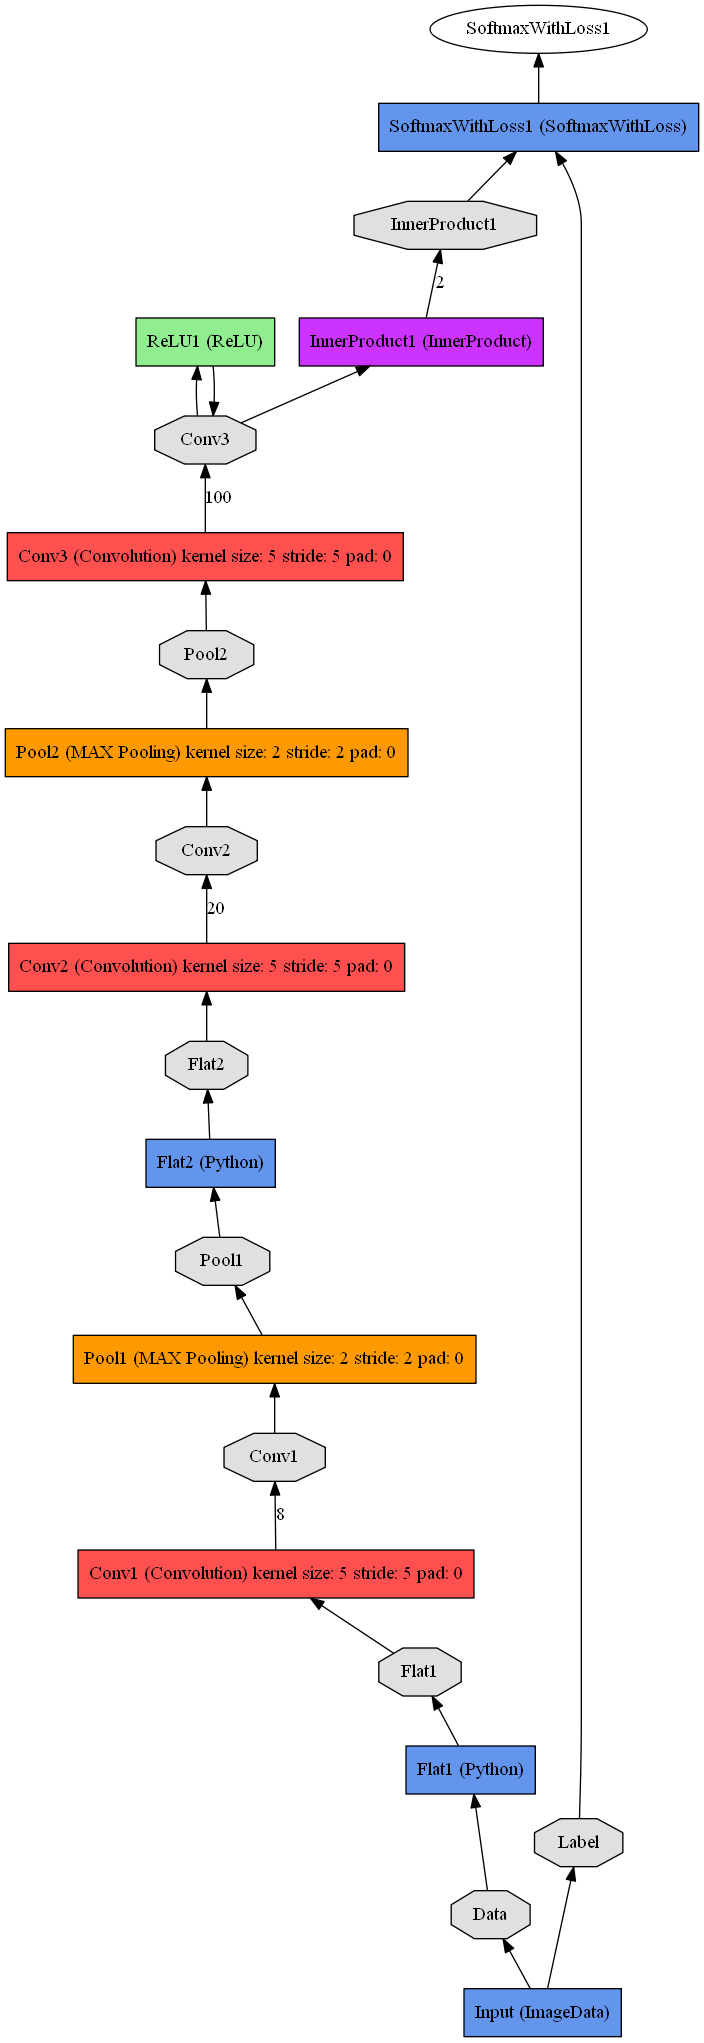 SoftmaxWithLoss1
SoftmaxWithLoss1 (SoftmaxWithLoss)
InnerProduct1
2
ReLU1 (ReLU)
InnerProduct1 (InnerProduct)
Conv3
100
Conv3 (Convolution) kernel size: 5 stride: 5 pad: 0
Pool2
Pool2 (MAX Pooling) kernel size: 2 stride: 2 pad: 0
Conv2
20
Conv2 (Convolution) kernel size: 5 stride: 5 pad: 0
Flat2
Flat2 (Python)
Pool1
Pool1 (MAX Pooling) kernel size: 2 stride: 2 pad: 0
Conv1
8
Conv1 (Convolution) kernel size: 5 stride: 5 pad: 0
Flat1
Flat1 (Python)
Label
Data
Input (ImageData)